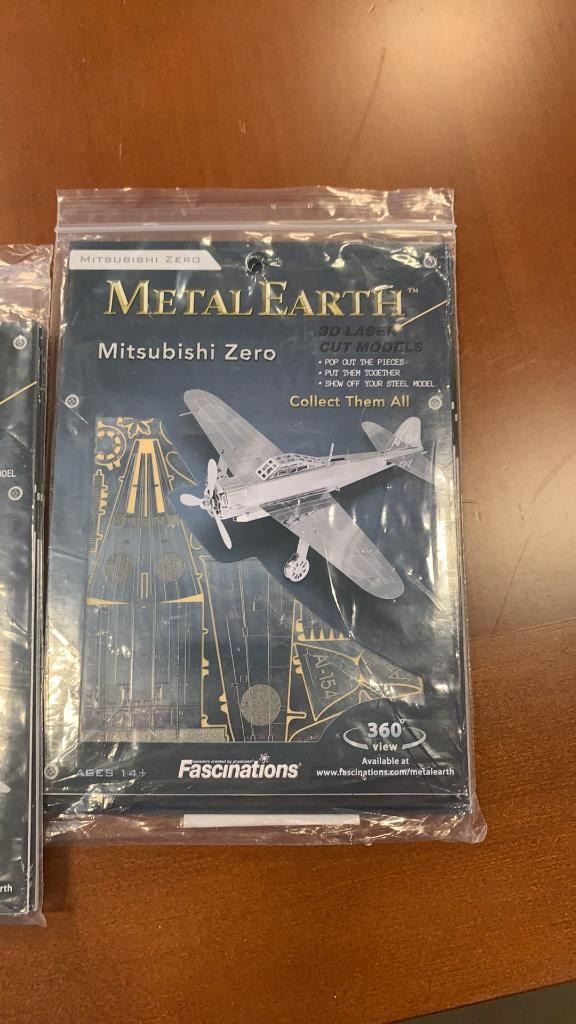 MITSUBISHI ZERO
METAL EARTH™
Mitsubishi Zero
3D LASER
CUT MODELS
• POP OUT THE PIECES
• PUT THEM TOGETHER
• SHOW OFF YOUR STEEL MODEL
Collect Them All
AI-154
360°
view
Available at
www.fascinations.com/metalearth
AGES 14+
Fascinations®
ODEL
rth